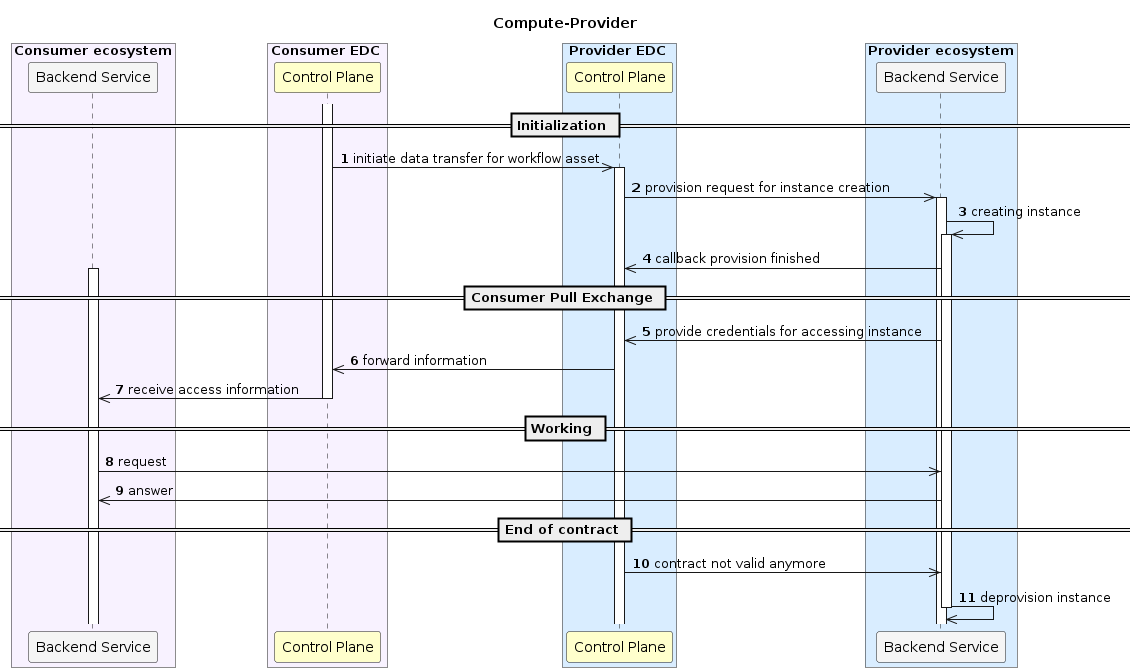 Compute-Provider
Consumer ecosystem
Consumer EDC
Provider EDC
Provider ecosystem
Backend Service
Control Plane
Control Plane
Backend Service
Initialization
1 initiate data transfer for workflow asset
2 provision request for instance creation
3 creating instance
4 callback provision finished
Consumer Pull Exchange
5 provide credentials for accessing instance
6 forward information
7 receive access information
Working
8 request
9 answer
End of contract
10 contract not valid anymore
11 deprovision instance
Backend Service
Control Plane
Control Plane
Backend Service